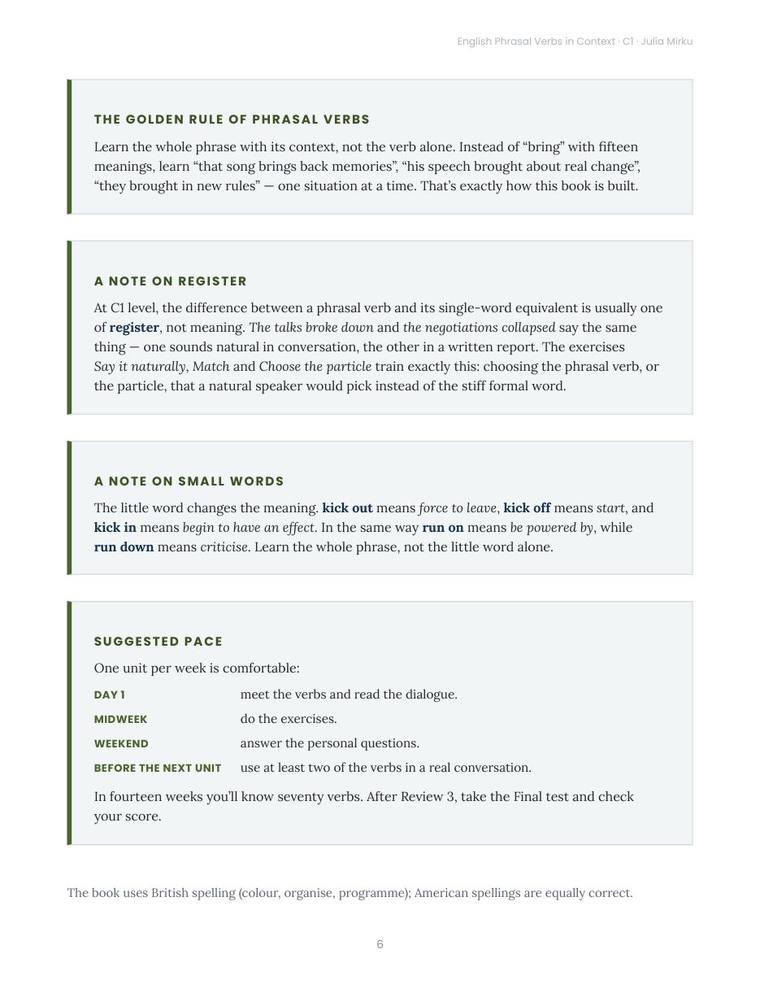 English Phrasal Verbs in Context · C1 · Julia Mirku
THE GOLDEN RULE OF PHRASAL VERBS
Learn the whole phrase with its context, not the verb alone. Instead of “bring” with fifteen
meanings, learn “that song brings back memories”, “his speech brought about real change”,
“they brought in new rules” — one situation at a time. That’s exactly how this book is built.
A NOTE ON REGISTER
At C1 level, the difference between a phrasal verb and its single-word equivalent is usually one
of register, not meaning. The talks broke down and the negotiations collapsed say the same
thing — one sounds natural in conversation, the other in a written report. The exercises
Say it naturally, Match and Choose the particle train exactly this: choosing the phrasal verb, or
the particle, that a natural speaker would pick instead of the stiff formal word.
A NOTE ON SMALL WORDS
The little word changes the meaning. kick out means force to leave, kick off means start, and
kick in means begin to have an effect. In the same way run on means be powered by, while
run down means criticise. Learn the whole phrase, not the little word alone.
SUGGESTED PACE
One unit per week is comfortable:
DAY 1 meet the verbs and read the dialogue.
MIDWEEK do the exercises.
WEEKEND answer the personal questions.
BEFORE THE NEXT UNIT use at least two of the verbs in a real conversation.
In fourteen weeks you’ll know seventy verbs. After Review 3, take the Final test and check
your score.
The book uses British spelling (colour, organise, programme); American spellings are equally correct.
6